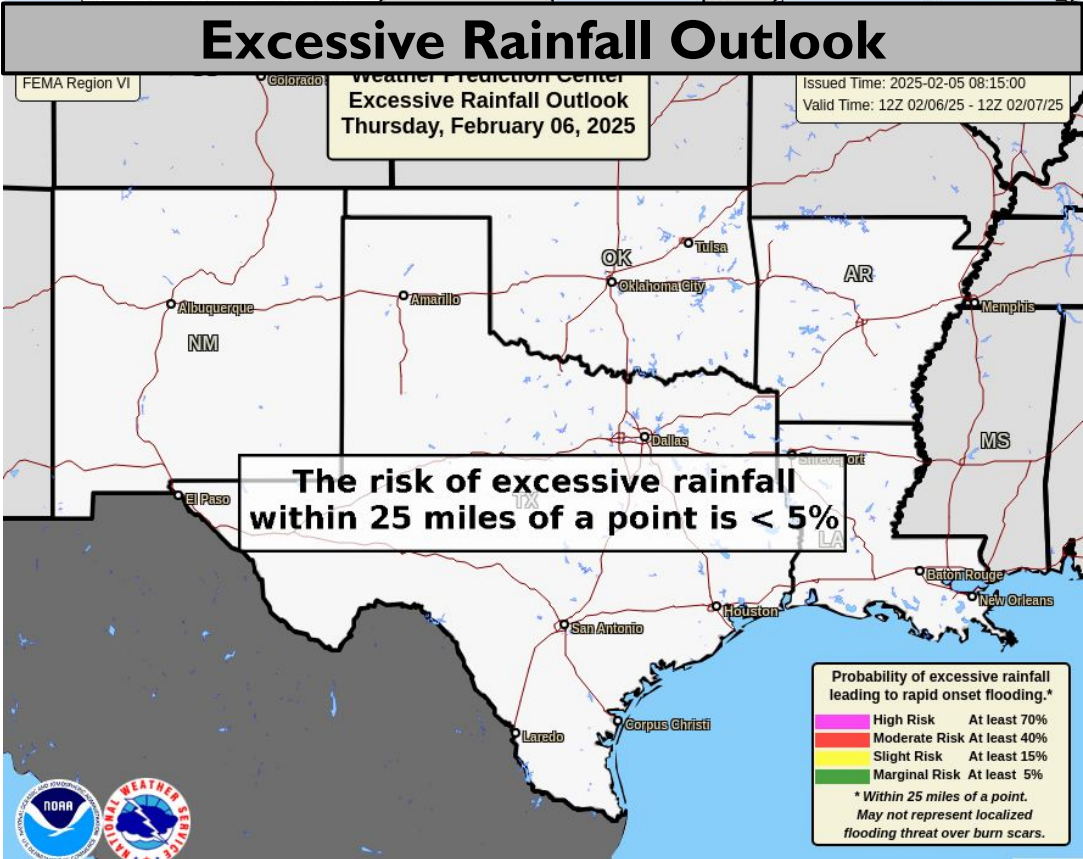 Excessive Rainfall Outlook
FEMA Region VI
Weather Prediction Center
Excessive Rainfall Outlook
Thursday, February 06, 2025
Issued Time: 2025-02-05 08:15:00
Valid Time: 12Z 02/06/25 - 12Z 02/07/25
Colorado
Tulsa
OK
Oklahoma City
AR
Amarillo
Albuquerque
Memphis
NM
Dallas
MS
Shreveport
The risk of excessive rainfall
within 25 miles of a point is < 5%
TX
El Paso
LA
Baton Rouge
New Orleans
Houston
San Antonio
Corpus Christi
Laredo
Probability of excessive rainfall
leading to rapid onset flooding.*
High Risk At least 70%
Moderate Risk At least 40%
Slight Risk At least 15%
Marginal Risk At least 5%
* Within 25 miles of a point.
May not represent localized
flooding threat over burn scars.
NOAA
NATIONAL WEATHER SERVICE